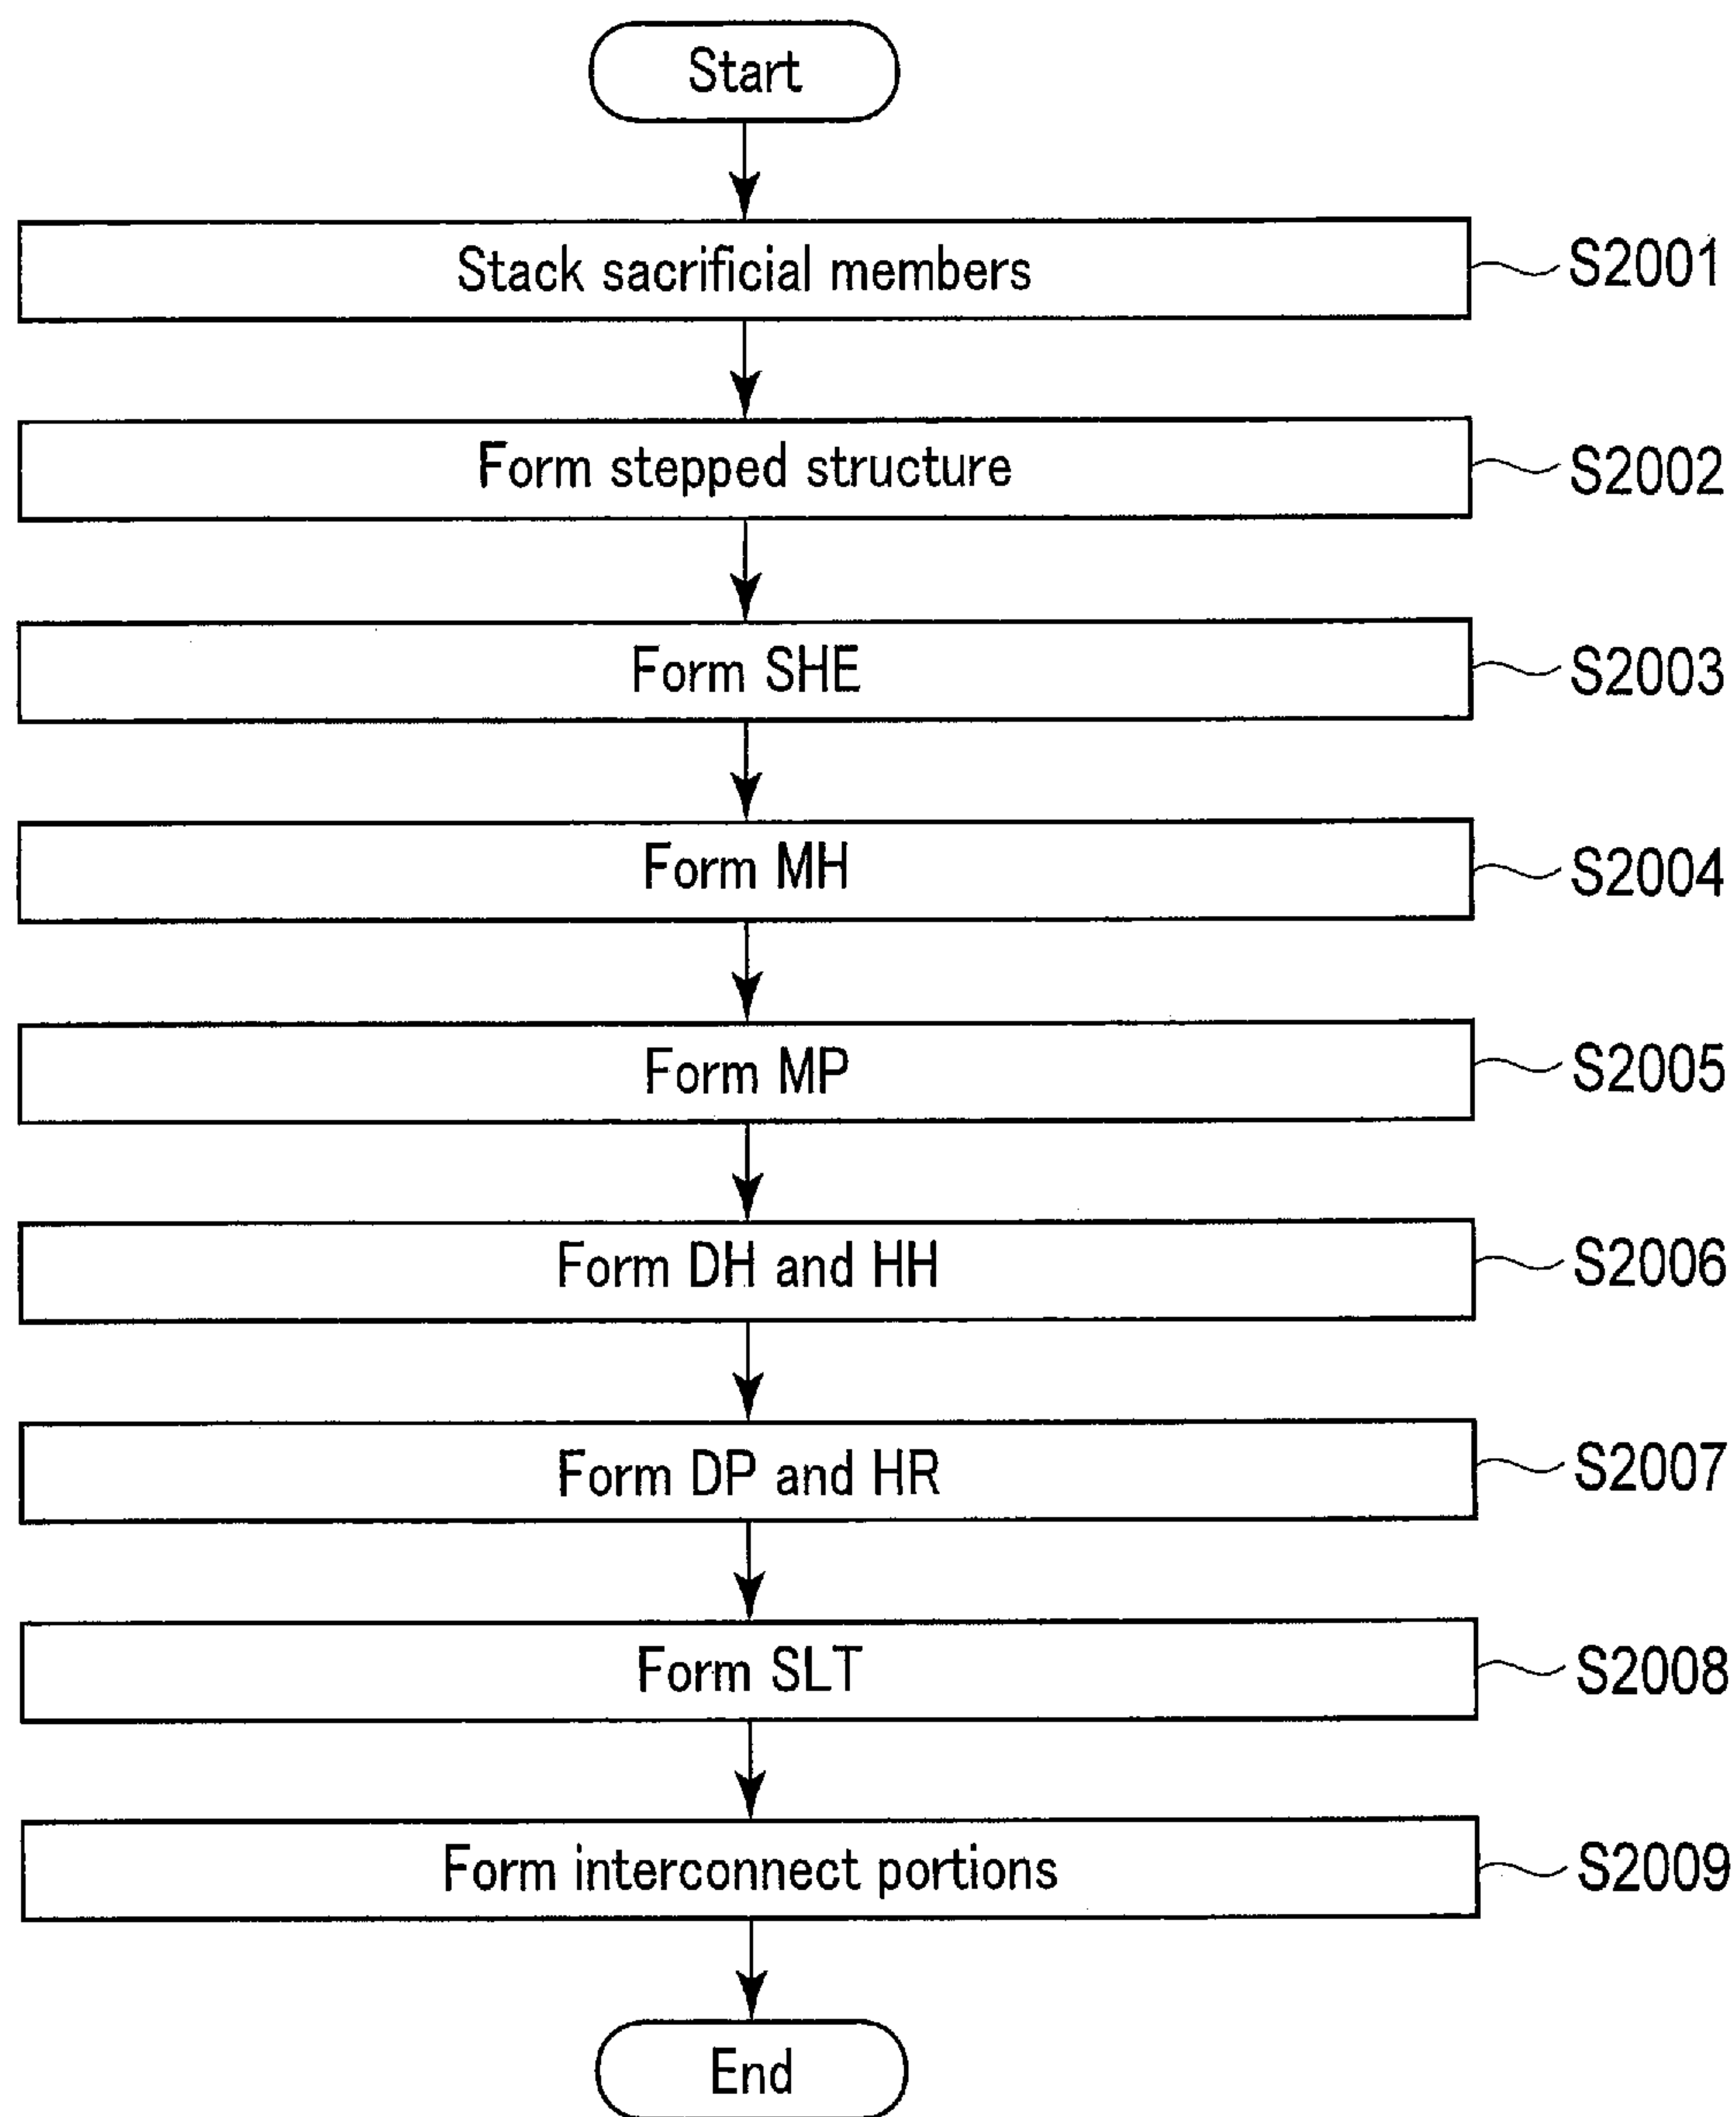 Start
Stack sacrificial members
S2001
Form stepped structure
S2002
Form SHE
S2003
Form MH
S2004
Form MP
S2005
Form DH and HH
S2006
Form DP and HR
S2007
Form SLT
S2008
Form interconnect portions
S2009
End